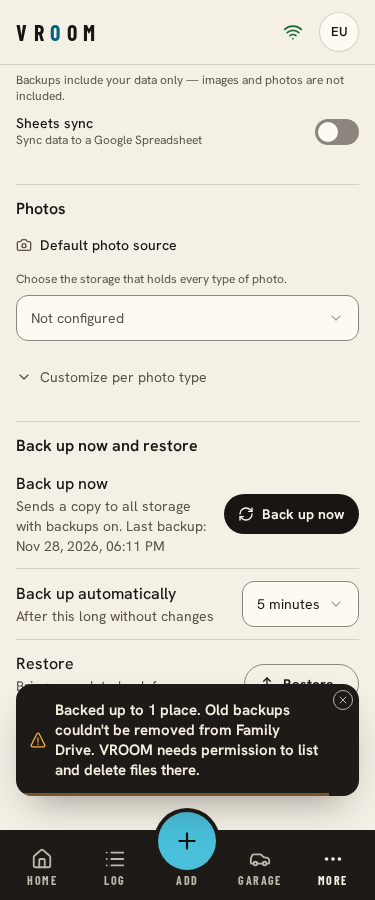 VROOM
EU
Backups include your data only — images and photos are not
included.
Sheets sync
Sync data to a Google Spreadsheet
Photos
Default photo source
Choose the storage that holds every type of photo.
Not configured
Customize per photo type
Back up now and restore
Back up now
Sends a copy to all storage
with backups on. Last backup:
Nov 28, 2026, 06:11 PM
Back up now
Back up automatically
After this long without changes
5 minutes
Restore
Restore
Backed up to 1 place. Old backups
couldn't be removed from Family
Drive. VROOM needs permission to list
and delete files there.
HOME
LOG
ADD
GARAGE
MORE